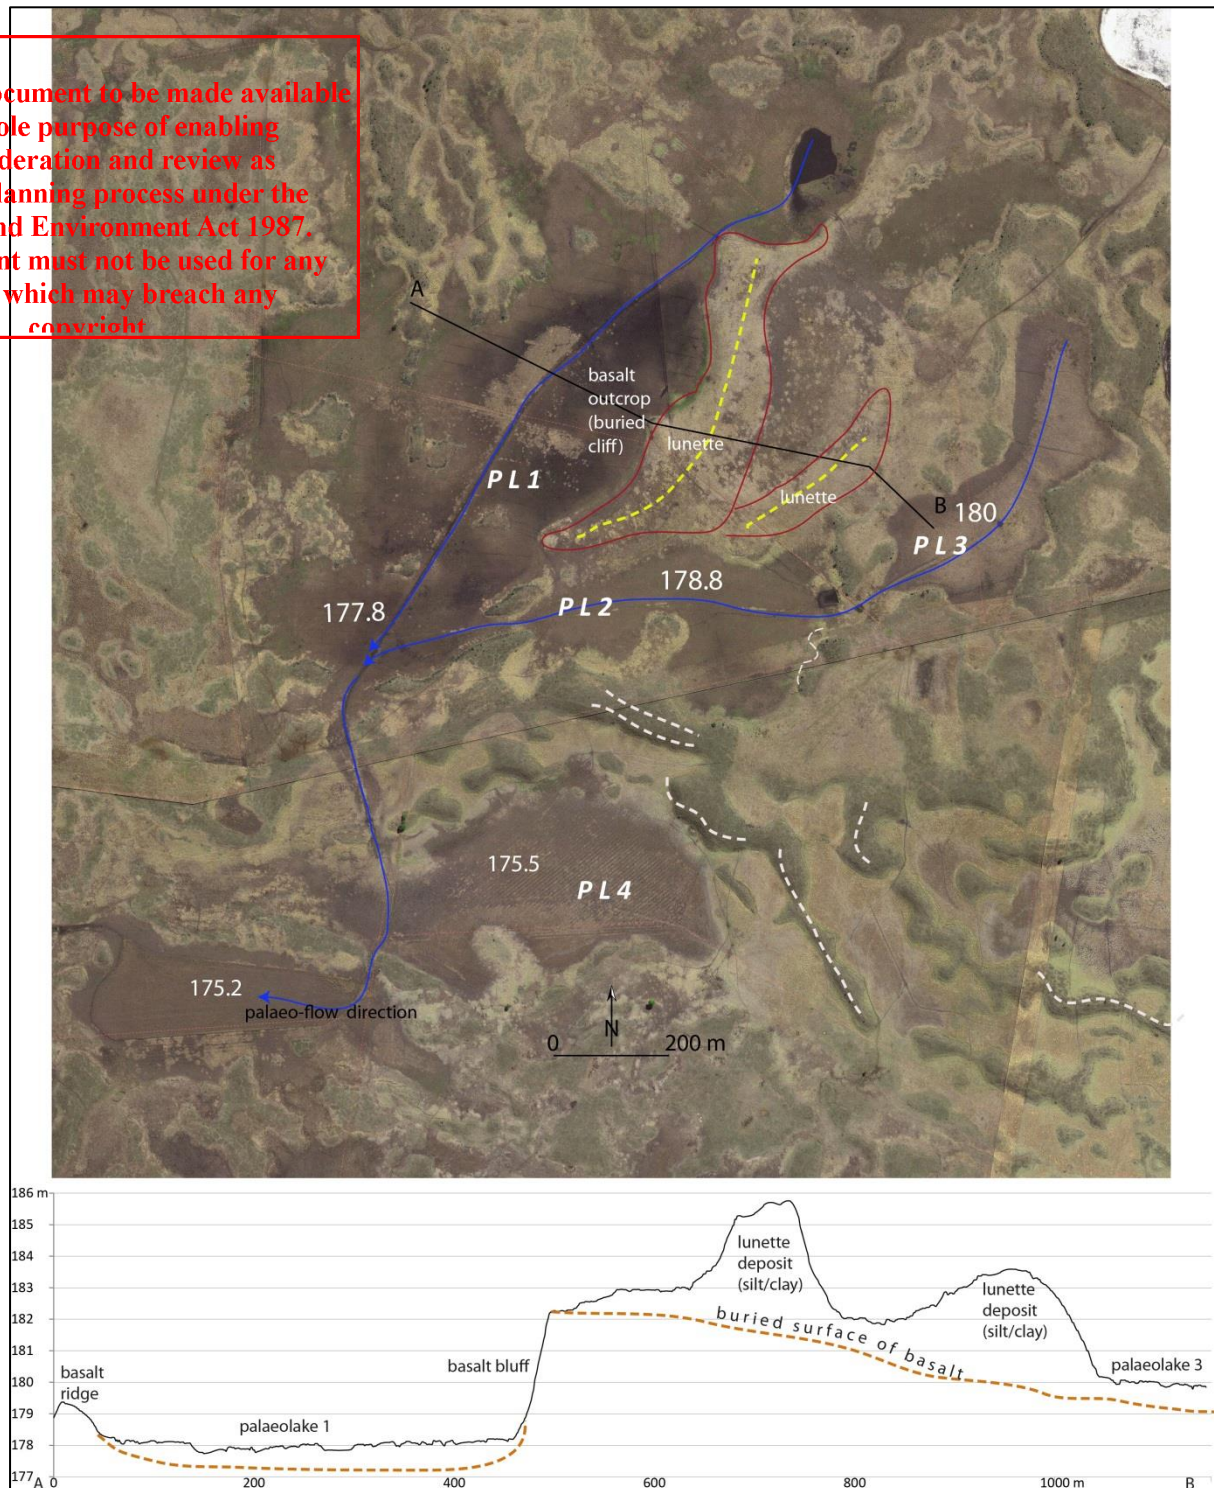 ocument to be made available
ole purpose of enabling
deration and review as
lanning process under the
nd Environment Act 1987.
nt must not be used for any
which may breach any
copyright
A
basalt
outcrop
(buried
cliff)
lunette
PL1
lunette
B 180
PL3
178.8
177.8
PL2
175.5
PL4
175.2
palaeo-flow direction
N
0 200 m
186 m
185
184
183
182
181
180
179
178
177
lunette
deposit
(silt/clay)
lunette
deposit
(silt/clay)
buried surface of basalt
basalt bluff
palaeolake 3
basalt
ridge
palaeolake 1
A 0 200 400 600 800 1000 m B